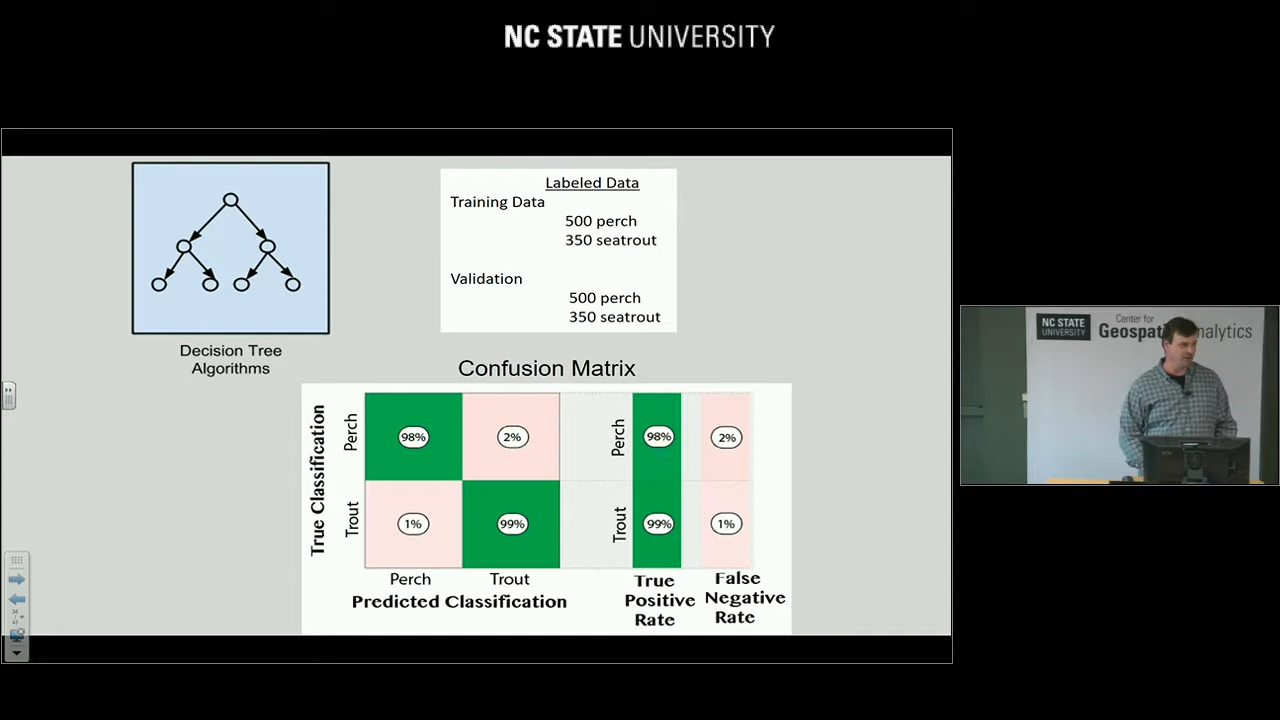 NC STATE UNIVERSITY
Labeled Data
Training Data
500 perch
350 seatrout
Validation
500 perch
350 seatrout
Decision Tree
Algorithms
Confusion Matrix
True Classification
Perch
98%
2%
Perch
98%
2%
Trout
1%
99%
Trout
99%
1%
Perch
Trout
Predicted Classification
True
Positive
Rate
False
Negative
Rate
NC STATE
UNIVERSITY
Center for
Geospatial Analytics